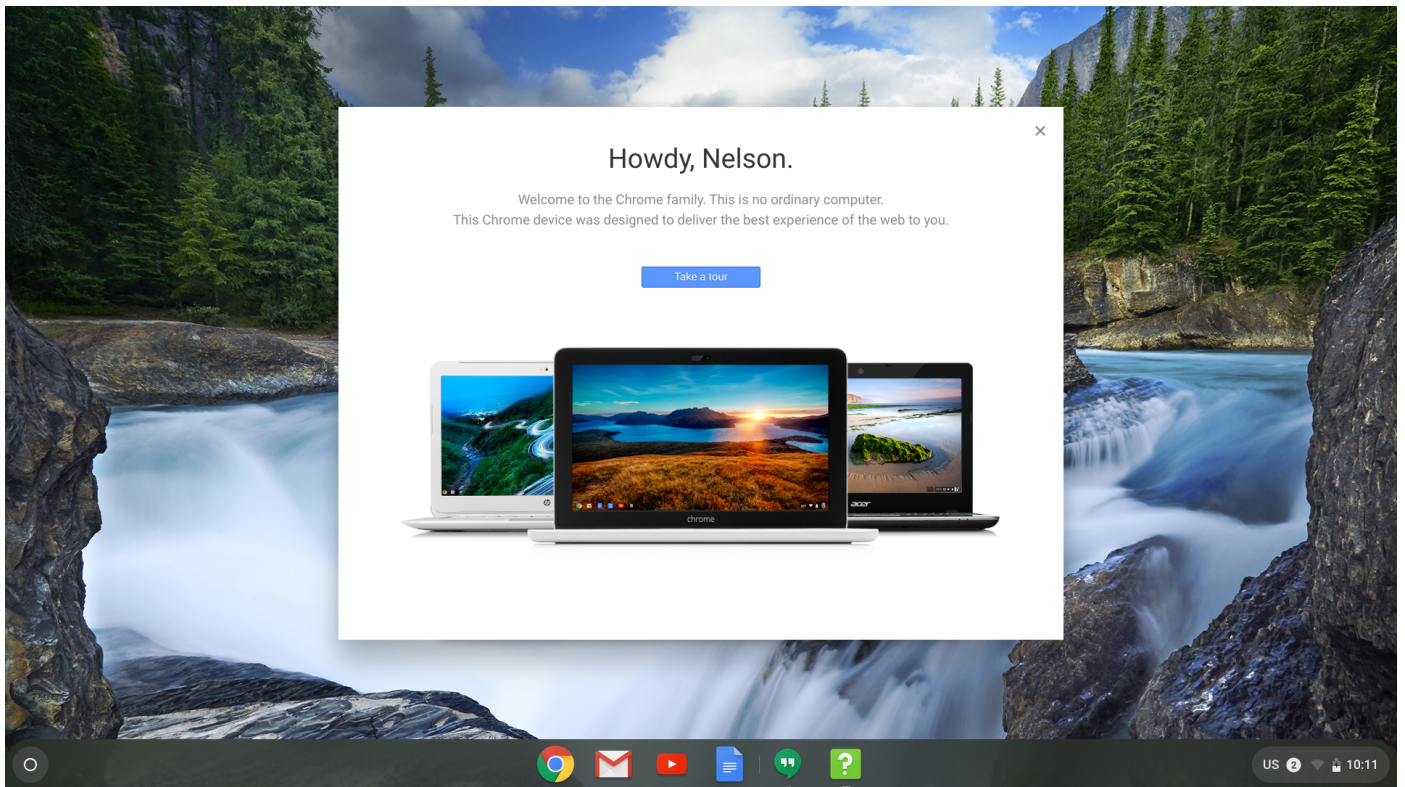 Howdy, Nelson.
Welcome to the Chrome family. This is no ordinary computer.
This Chrome device was designed to deliver the best experience of the web to you.
Take a tour
hp
chrome
acer
US 2 10:11